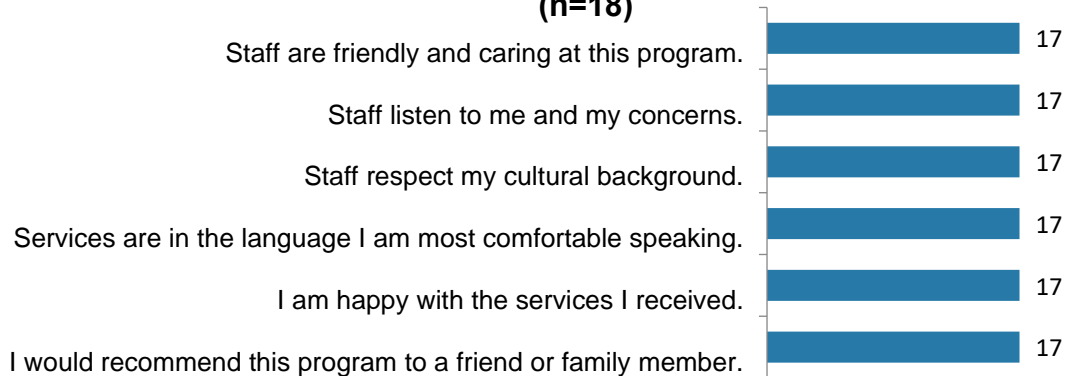 (n=18)
Staff are friendly and caring at this program. 17
Staff listen to me and my concerns. 17
Staff respect my cultural background. 17
Services are in the language I am most comfortable speaking. 17
I am happy with the services I received. 17
I would recommend this program to a friend or family member. 17